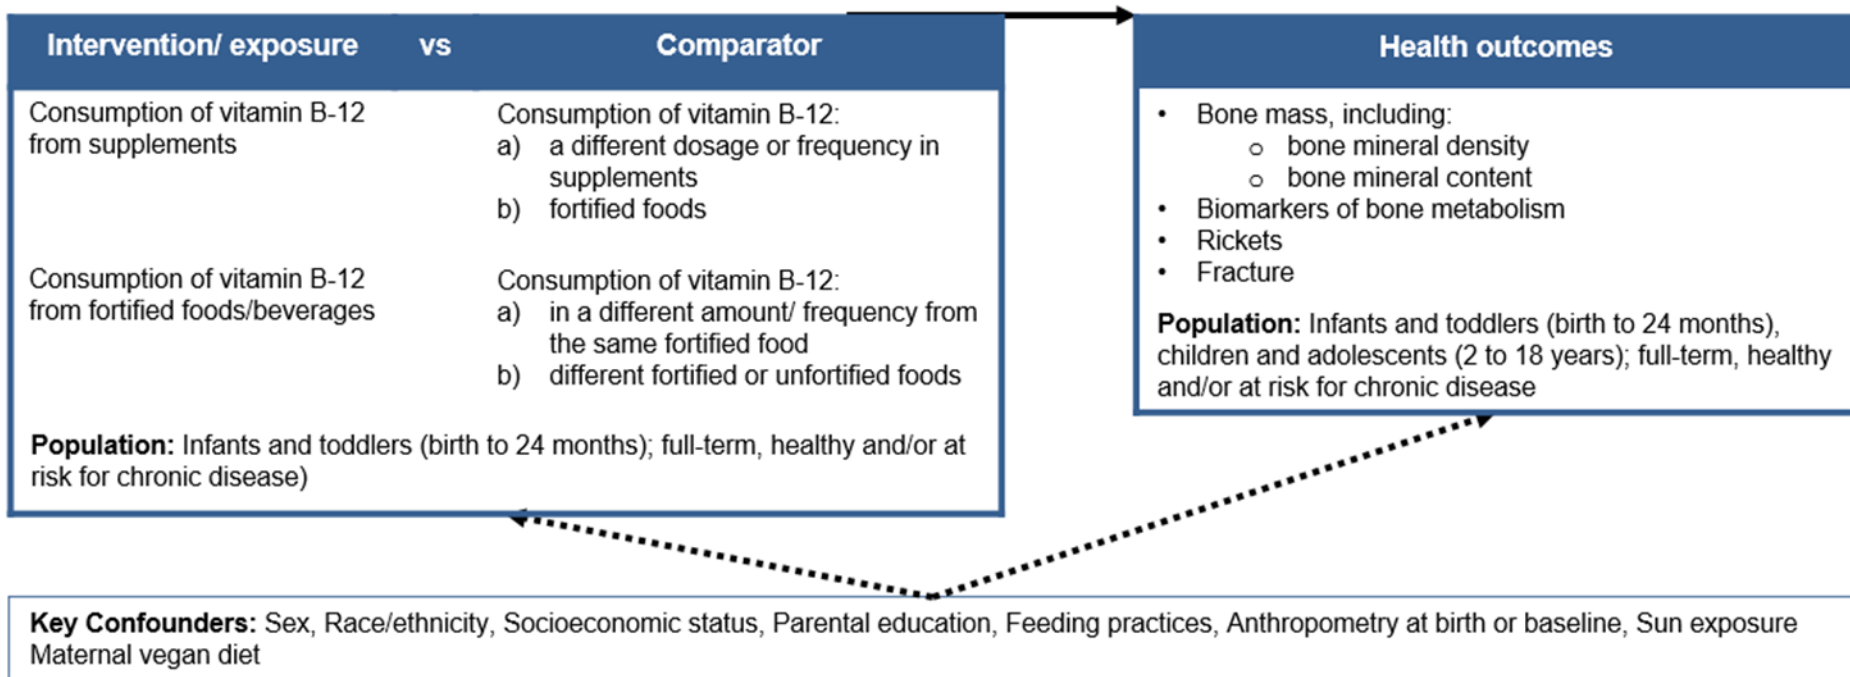 Intervention/ exposure vs Comparator
Consumption of vitamin B-12
from supplements
Consumption of vitamin B-12:
a) a different dosage or frequency in
supplements
b) fortified foods
Consumption of vitamin B-12
from fortified foods/beverages
Consumption of vitamin B-12:
a) in a different amount/ frequency from
the same fortified food
b) different fortified or unfortified foods
Population: Infants and toddlers (birth to 24 months); full-term, healthy and/or at
risk for chronic disease)
Health outcomes
• Bone mass, including:
o bone mineral density
o bone mineral content
• Biomarkers of bone metabolism
• Rickets
• Fracture
Population: Infants and toddlers (birth to 24 months),
children and adolescents (2 to 18 years); full-term, healthy
and/or at risk for chronic disease
Key Confounders: Sex, Race/ethnicity, Socioeconomic status, Parental education, Feeding practices, Anthropometry at birth or baseline, Sun exposure
Maternal vegan diet